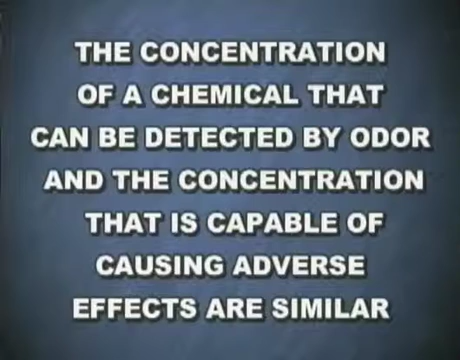 THE CONCENTRATION
OF A CHEMICAL THAT
CAN BE DETECTED BY ODOR
AND THE CONCENTRATION
THAT IS CAPABLE OF
CAUSING ADVERSE
EFFECTS ARE SIMILAR